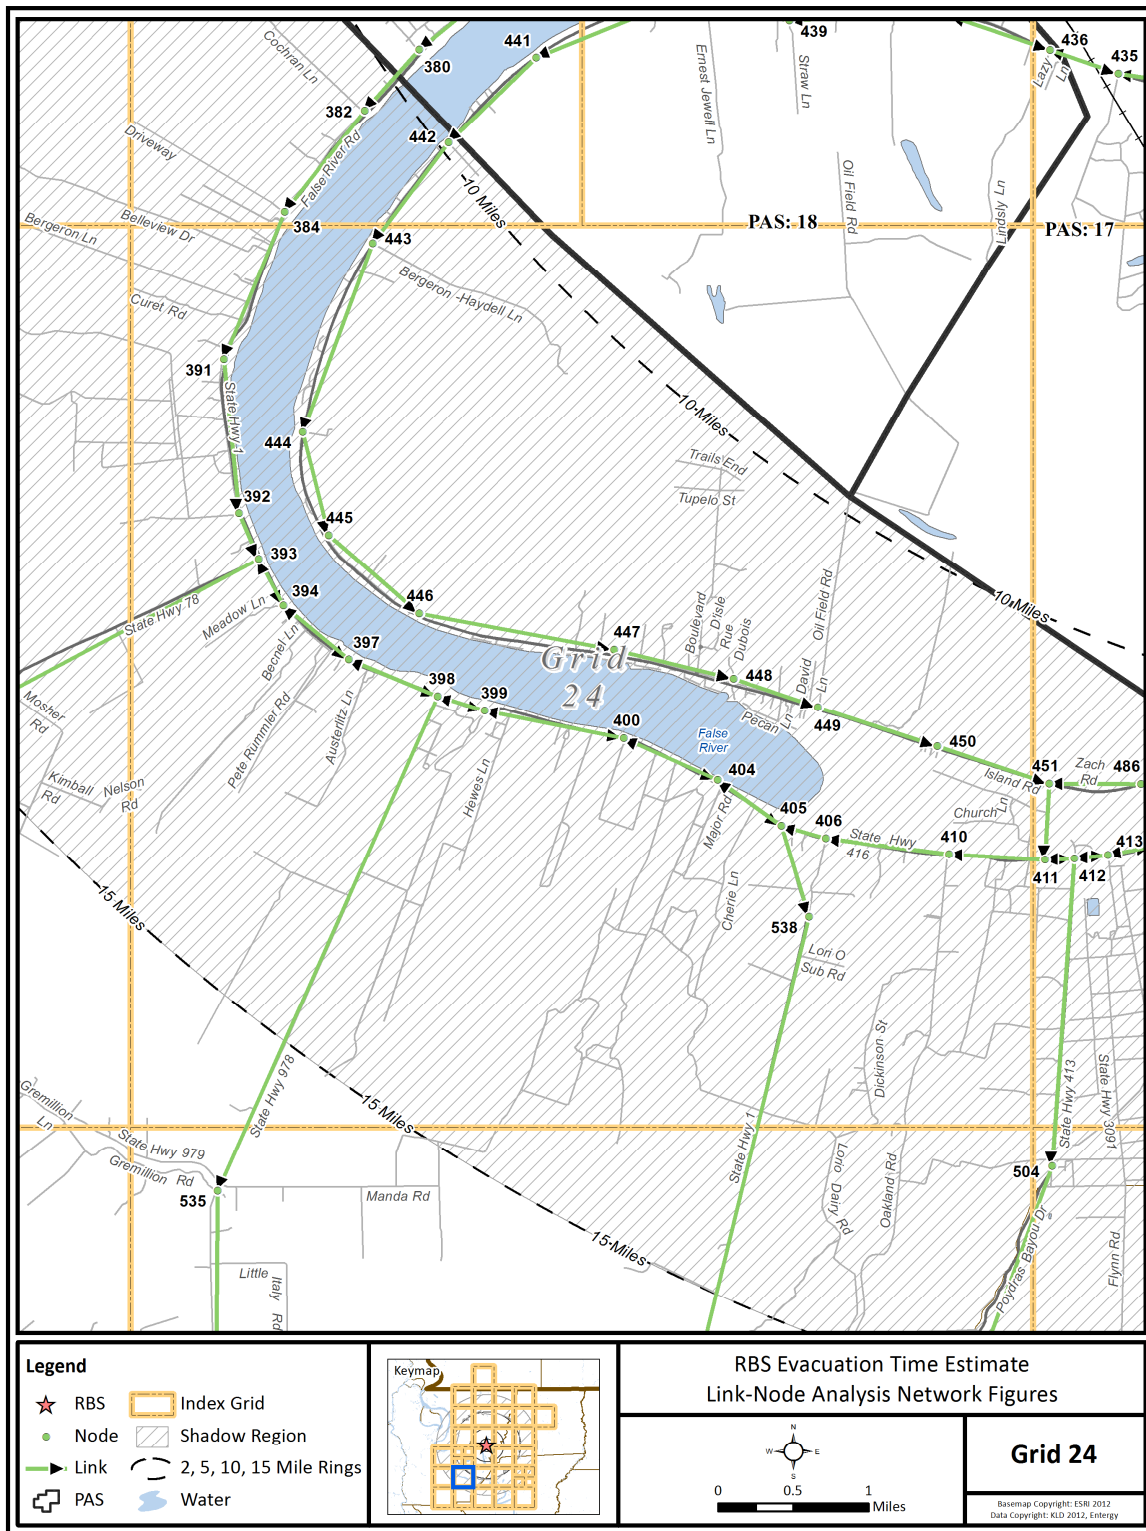 439
441
436
435
Cochran Ln
380
Ernest Jewell Ln
Straw Ln
Lazy
Ln
382
442
Driveway
False River Rd
10 Miles
Oil Field Rd
Lindsly Ln
Bergeron Ln
Belleview Dr
384
PAS: 18
PAS: 17
443
Bergeron -Haydell Ln
Curet Rd
391
State Hwy 1
10 Miles
444
Trails End
Tupelo St
392
445
393
394
446
State Hwy 78
Meadow Ln
Becnel Ln
Boulevard
D'isle
Rue
Dubois
Oil Field Rd
10 Miles
447
397
Grid
24
448
David
Ln
398
399
Mosher
Rd
Pete Rummler Rd
Austerlitz Ln
Pecan
Ln
449
400
False
River
450
451
Zach
Rd
486
Island Rd
404
Kimball
Rd
Nelson
Rd
Hewes Ln
Major Rd
405
406
State Hwy
416
Church
Ln
410
411
412
413
15 Miles
Cherie Ln
538
Lori O
Sub Rd
Dickinson St
State Hwy 978
State Hwy 413
State Hwy 3091
Gremillion
Ln
15 Miles
State Hwy 979
Gremillion Rd
State Hwy 1
Lorio Dairy Rd
Oakland Rd
504
535
Manda Rd
15 Miles
Poydras Bayou Dr
Flynn Rd
Little
Italy Rd
Legend
RBS
Index Grid
Node
Shadow Region
Link
2, 5, 10, 15 Mile Rings
PAS
Water
Keymap
RBS Evacuation Time Estimate
Link-Node Analysis Network Figures
N
W E
S
0 0.5 1
Miles
Grid 24
Basemap Copyright: ESRI 2012
Data Copyright: KLD 2012, Entergy